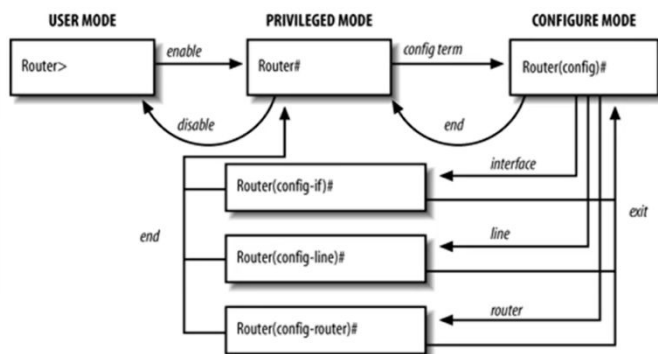 USER MODE
PRIVILEGED MODE
CONFIGURE MODE
Router>
enable
Router#
config term
Router(config)#
disable
end
interface
Router(config-if)#
exit
end
line
Router(config-line)#
router
Router(config-router)#